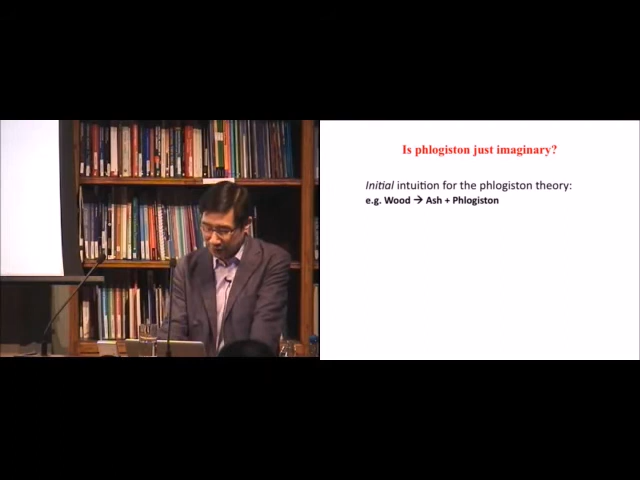 Is phlogiston just imaginary?
Initial intuition for the phlogiston theory:
e.g. Wood → Ash + Phlogiston